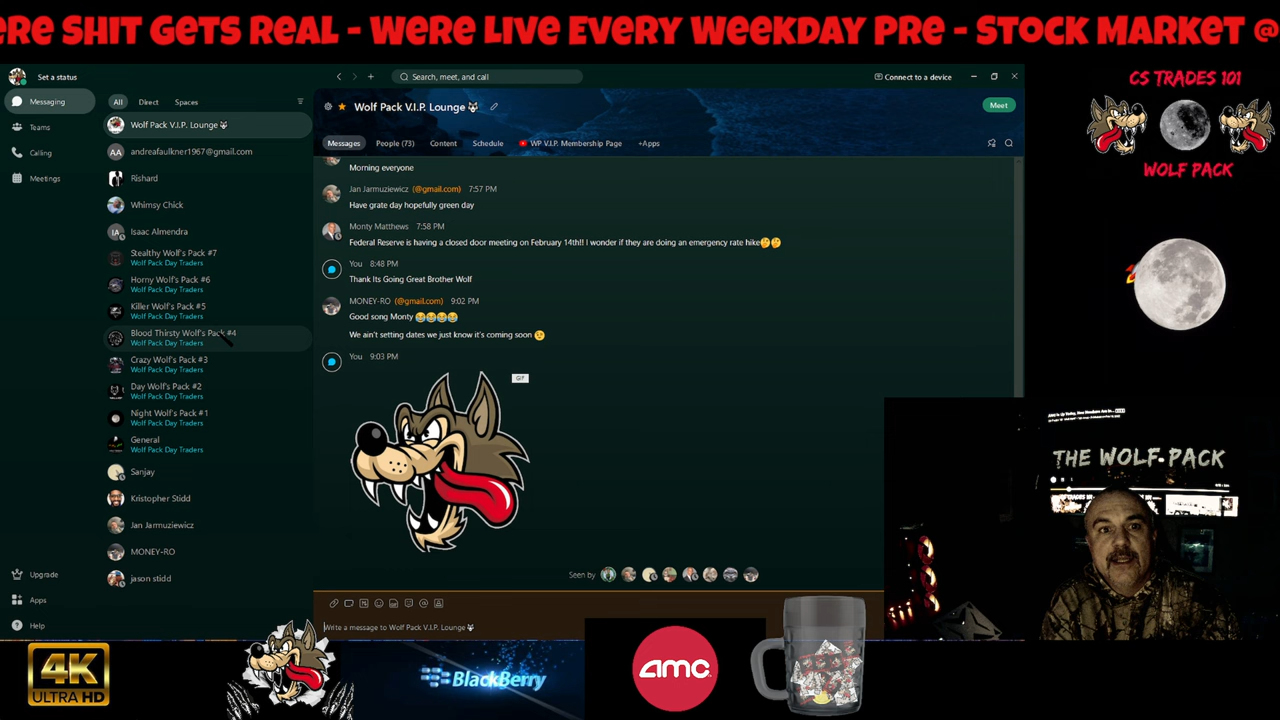 ERE SHIT GETS REAL - WERE LIVE EVERY WEEKDAY PRE - STOCK MARKET @
Set a status
Search, meet, and call
Connect to a device
CS TRADES 101
WOLF PACK
Messaging
Teams
Calling
Meetings
Upgrade
Apps
Help
All
Direct
Spaces
Wolf Pack V.I.P. Lounge 🐺
AA
andreafaulkner1967@gmail.com
Rishard
Whimsy Chick
IA
Isaac Almendra
Stealthy Wolf's Pack #7
Wolf Pack Day Traders
Horny Wolf's Pack #6
Wolf Pack Day Traders
Killer Wolf's Pack #5
Wolf Pack Day Traders
Blood Thirsty Wolf's Pack #4
Wolf Pack Day Traders
Crazy Wolf's Pack #3
Wolf Pack Day Traders
Day Wolf's Pack #2
Wolf Pack Day Traders
Night Wolf's Pack #1
Wolf Pack Day Traders
General
Wolf Pack Day Traders
Sanjay
Kristopher Stidd
Jan Jarmuziewicz
MONEY-RO
jason stidd
Wolf Pack V.I.P. Lounge 🐺
Meet
Messages
People (73)
Content
Schedule
WP V.I.P. Membership Page
+Apps
Morning everyone
Jan Jarmuziewicz (@gmail.com) 7:57 PM
Have grate day hopefully green day
Monty Matthews 7:58 PM
Federal Reserve is having a closed door meeting on February 14th!! I wonder if they are doing an emergency rate hike🤔🤔
You 8:48 PM
Thank Its Going Great Brother Wolf
MONEY-RO (@gmail.com) 9:02 PM
Good song Monty 😂😂😂😂
We ain't setting dates we just know it's coming soon 😉
You 9:03 PM
GIF
Seen by
Write a message to Wolf Pack V.I.P. Lounge 🐺
THE WOLF PACK
4K
ULTRA HD
BlackBerry
amc